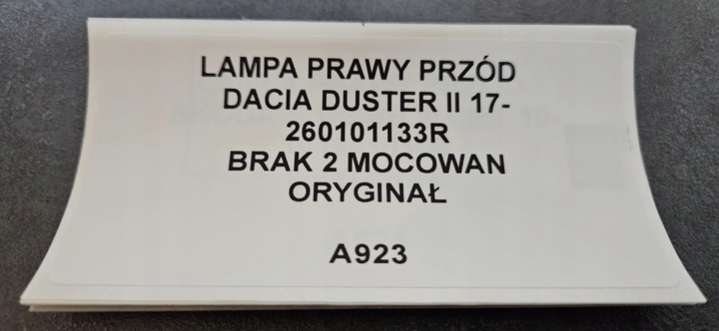 LAMPA PRAWY PRZÓD
DACIA DUSTER II 17-
260101133R
BRAK 2 MOCOWAN
ORYGINAŁ
A923